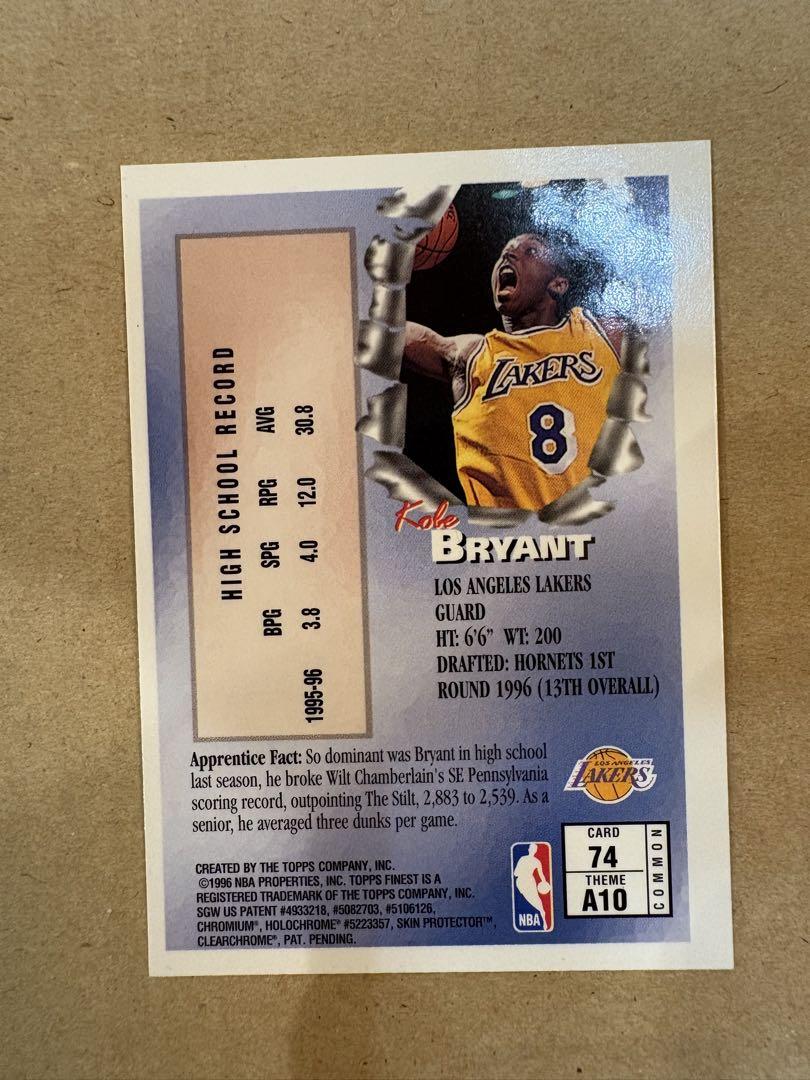 HIGH SCHOOL RECORD
BPG SPG RPG AVG
1995-96 3.8 4.0 12.0 30.8
LAKERS
8
Kobe
BRYANT
LOS ANGELES LAKERS
GUARD
HT: 6'6" WT: 200
DRAFTED: HORNETS 1ST
ROUND 1996 (13TH OVERALL)
Apprentice Fact: So dominant was Bryant in high school
last season, he broke Wilt Chamberlain's SE Pennsylvania
scoring record, outpointing The Stilt, 2,883 to 2,539. As a
senior, he averaged three dunks per game.
LOS ANGELES
LAKERS
CREATED BY THE TOPPS COMPANY, INC.
©1996 NBA PROPERTIES, INC. TOPPS FINEST IS A
REGISTERED TRADEMARK OF THE TOPPS COMPANY, INC.
SGW US PATENT #4933218, #5082703, #5106126,
CHROMIUM®, HOLOCHROME® #5223357, SKIN PROTECTOR™,
CLEARCHROME®, PAT. PENDING.
NBA
CARD
74
THEME
A10
COMMON